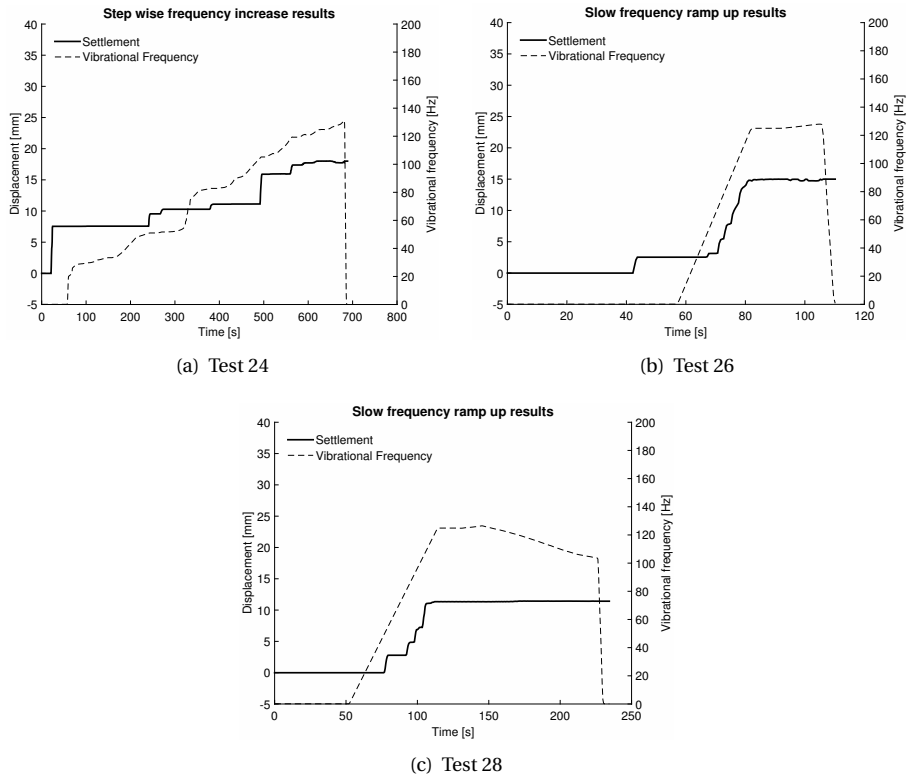 Step wise frequency increase results
Settlement
Vibrational Frequency
Displacement [mm]
40
35
30
25
20
15
10
5
0
-5
200
180
160
140
120
100
80
60
40
20
0
Vibrational frequency [Hz]
0 100 200 300 400 500 600 700 800
Time [s]
(a) Test 24
Slow frequency ramp up results
Settlement
Vibrational Frequency
Displacement [mm]
40
35
30
25
20
15
10
5
0
-5
200
180
160
140
120
100
80
60
40
20
0
Vibrational frequency [Hz]
0 20 40 60 80 100 120
Time [s]
(b) Test 26
Slow frequency ramp up results
Settlement
Vibrational Frequency
Displacement [mm]
40
35
30
25
20
15
10
5
0
-5
200
180
160
140
120
100
80
60
40
20
0
Vibrational frequency [Hz]
0 50 100 150 200 250
Time [s]
(c) Test 28